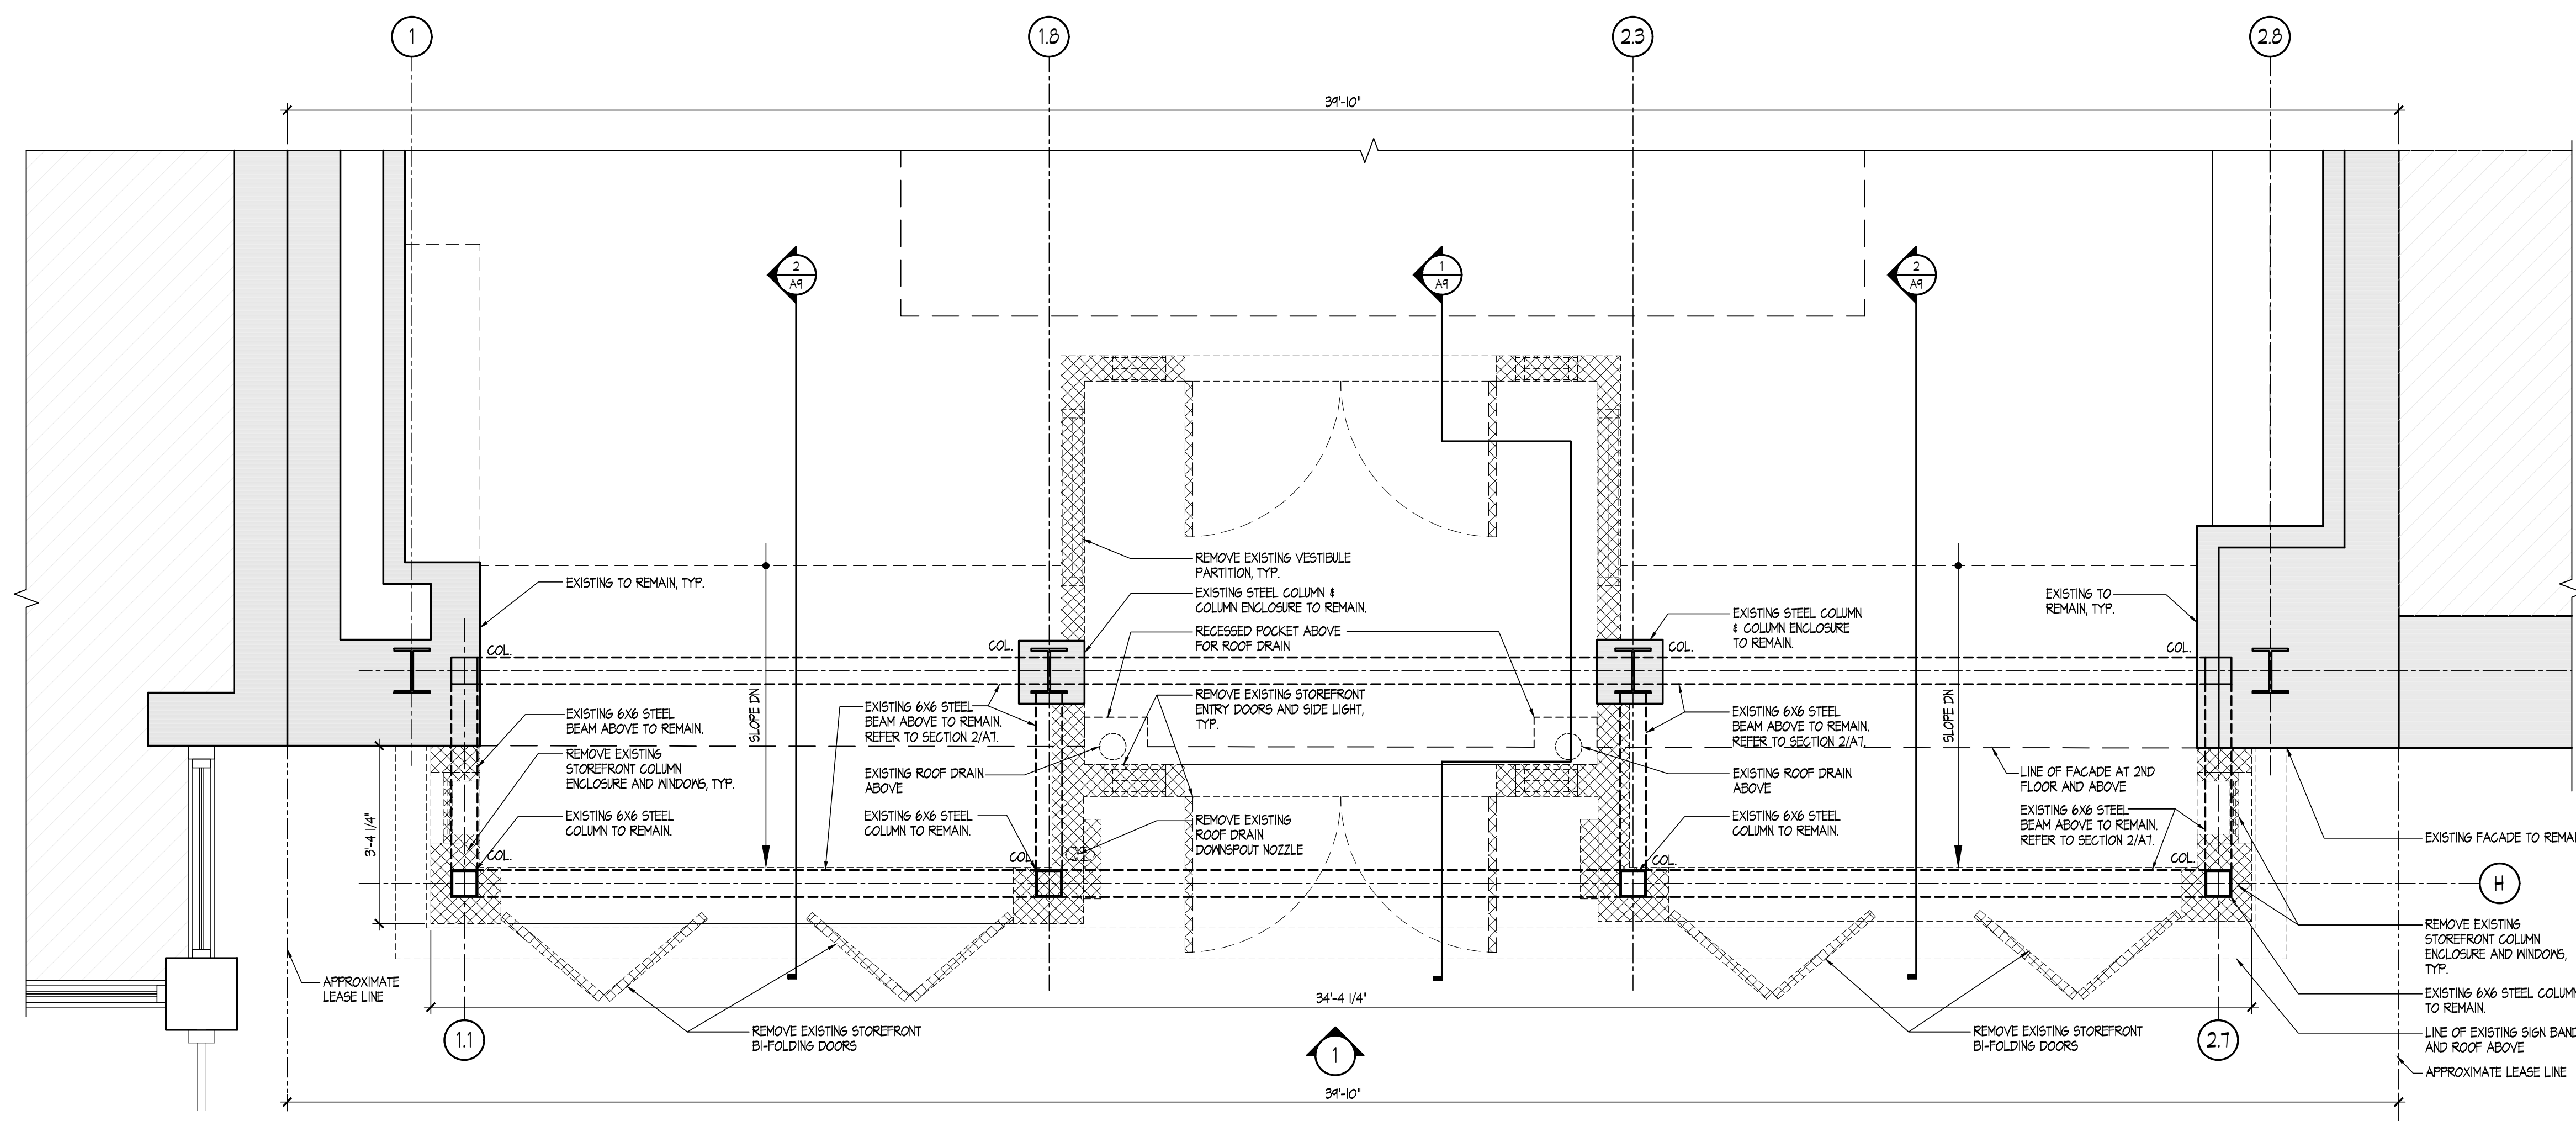 1
1.8
2.3
2.8
39'-10"
2
A9
1
A9
2
A9
EXISTING TO REMAIN, TYP.
REMOVE EXISTING VESTIBULE
PARTITION, TYP.
EXISTING STEEL COLUMN &
COLUMN ENCLOSURE TO REMAIN.
RECESSED POCKET ABOVE
FOR ROOF DRAIN
EXISTING STEEL COLUMN
& COLUMN ENCLOSURE
TO REMAIN.
EXISTING TO
REMAIN, TYP.
COL.
COL.
COL.
COL.
SLOPE DN
SLOPE DN
EXISTING 6X6 STEEL
BEAM ABOVE TO REMAIN.
REMOVE EXISTING
STOREFRONT COLUMN
ENCLOSURE AND WINDOWS, TYP.
EXISTING 6X6 STEEL
COLUMN TO REMAIN.
EXISTING 6X6 STEEL
BEAM ABOVE TO REMAIN.
REFER TO SECTION 2/A7.
EXISTING ROOF DRAIN
ABOVE
EXISTING 6X6 STEEL
COLUMN TO REMAIN.
REMOVE EXISTING STOREFRONT
ENTRY DOORS AND SIDE LIGHT,
TYP.
REMOVE EXISTING
ROOF DRAIN
DOWNSPOUT NOZZLE
EXISTING 6X6 STEEL
BEAM ABOVE TO REMAIN.
REFER TO SECTION 2/A7.
EXISTING ROOF DRAIN
ABOVE
EXISTING 6X6 STEEL
COLUMN TO REMAIN.
LINE OF FACADE AT 2ND
FLOOR AND ABOVE
EXISTING 6X6 STEEL
BEAM ABOVE TO REMAIN.
REFER TO SECTION 2/A7.
EXISTING FACADE TO REMAI
3'-4 1/4"
COL.
COL.
COL.
COL.
H
REMOVE EXISTING
STOREFRONT COLUMN
ENCLOSURE AND WINDOWS,
TYP.
EXISTING 6X6 STEEL COLUMN
TO REMAIN.
LINE OF EXISTING SIGN BAND
AND ROOF ABOVE
APPROXIMATE LEASE LINE
APPROXIMATE
LEASE LINE
34'-4 1/4"
1.1
REMOVE EXISTING STOREFRONT
BI-FOLDING DOORS
1
REMOVE EXISTING STOREFRONT
BI-FOLDING DOORS
2.7
39'-10"